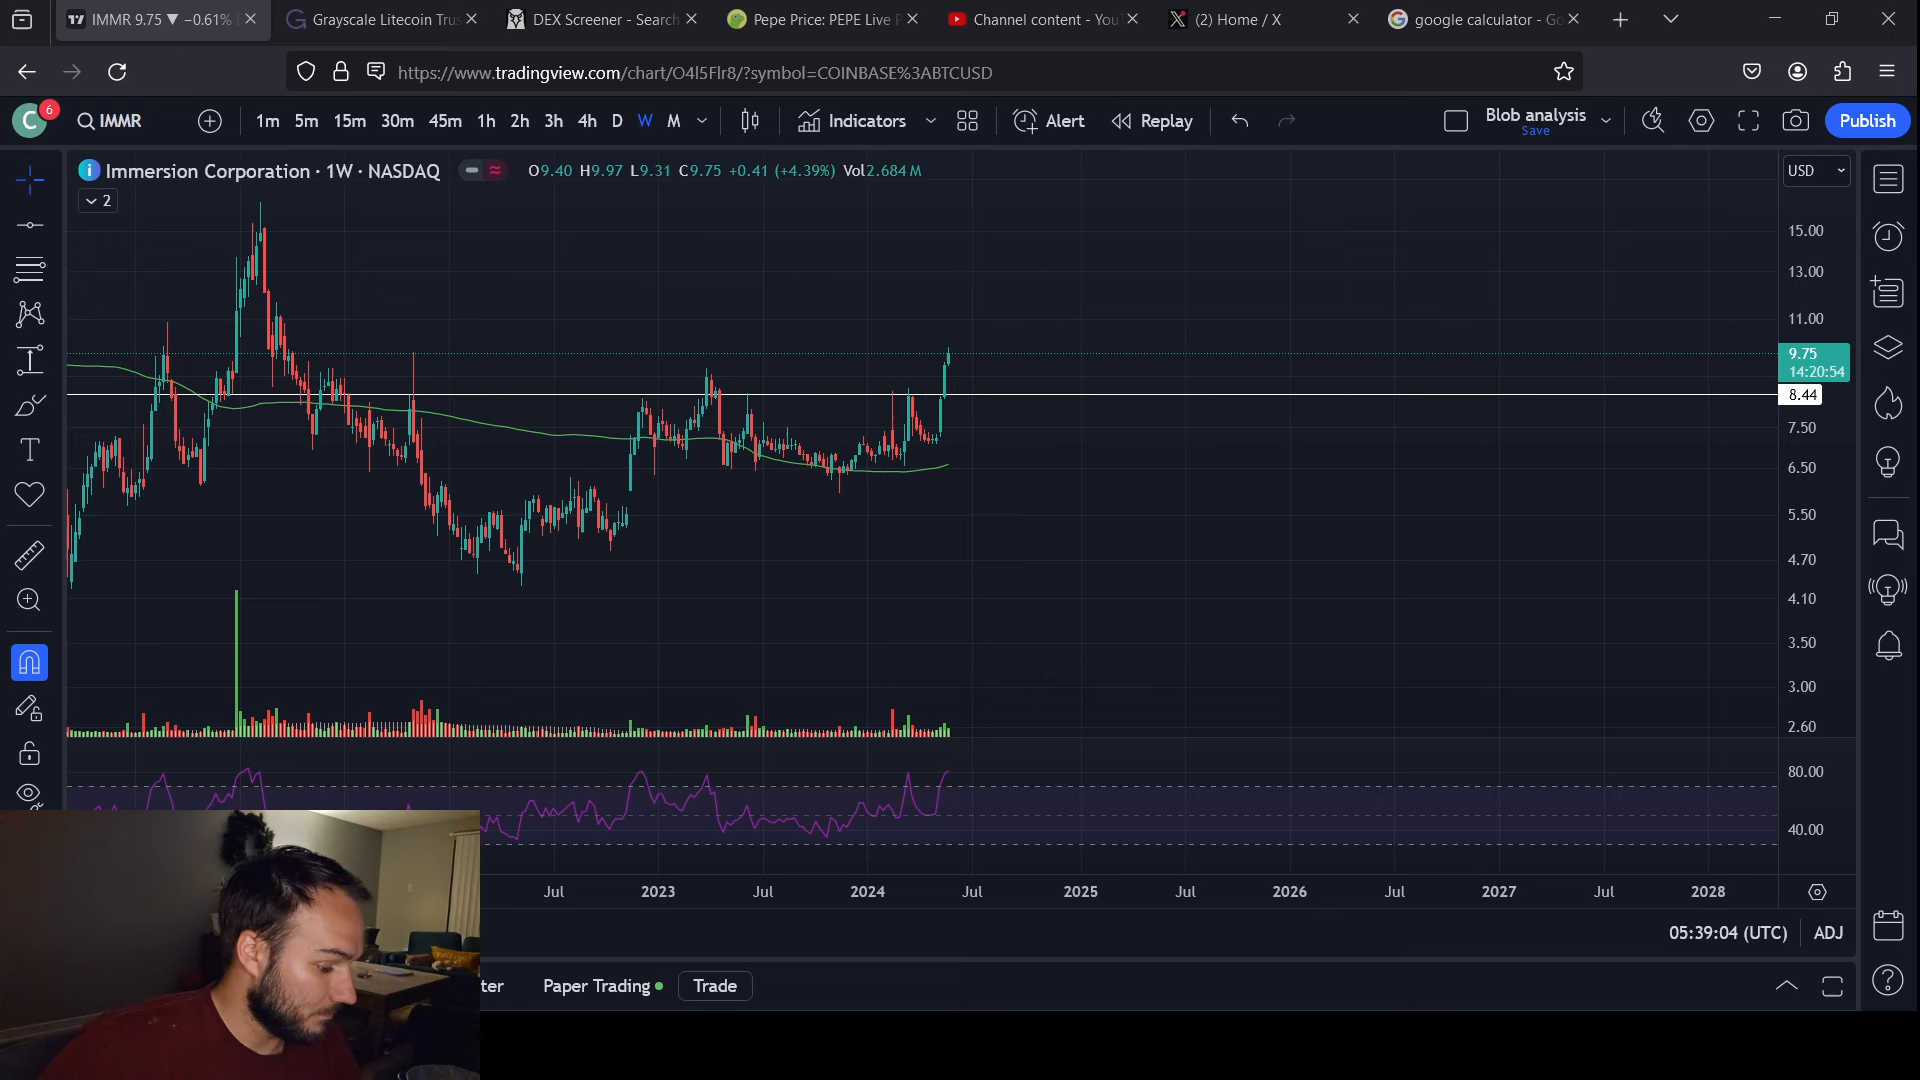 IMMR 9.75 ▼ −0.61%
Grayscale Litecoin Trus
DEX Screener - Search
Pepe Price: PEPE Live P
Channel content - You
(2) Home / X
google calculator - Go
https://www.tradingview.com/chart/O4l5Flr8/?symbol=COINBASE%3ABTCUSD
C 6 IMMR 1m 5m 15m 30m 45m 1h 2h 3h 4h D W M Indicators Alert Replay Blob analysis Publish
Save
Immersion Corporation · 1W · NASDAQ O9.40 H9.97 L9.31 C9.75 +0.41 (+4.39%) Vol2.684 M USD
2
15.00
13.00
11.00
9.75
14:20:54
8.44
7.50
6.50
5.50
4.70
4.10
3.50
3.00
2.60
80.00
40.00
Jul 2023 Jul 2024 Jul 2025 Jul 2026 Jul 2027 Jul 2028
05:39:04 (UTC) ADJ
ter Paper Trading Trade